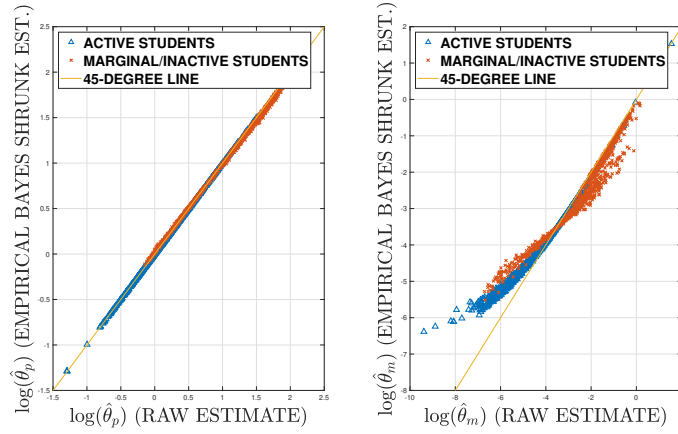 log(θ̂_p) (EMPIRICAL BAYES SHRUNK EST.)
2.5
2
1.5
1
0.5
0
-0.5
-1
-1.5
ACTIVE STUDENTS
MARGINAL/INACTIVE STUDENTS
45-DEGREE LINE
-1.5 -1 -0.5 0 0.5 1 1.5 2 2.5
log(θ̂_p) (RAW ESTIMATE)
log(θ̂_m) (EMPIRICAL BAYES SHRUNK EST.)
2
0
-1
-2
-3
-4
-5
-6
-7
-8
ACTIVE STUDENTS
MARGINAL/INACTIVE STUDENTS
45-DEGREE LINE
-10 -8 -6 -4 -2 0
log(θ̂_m) (RAW ESTIMATE)